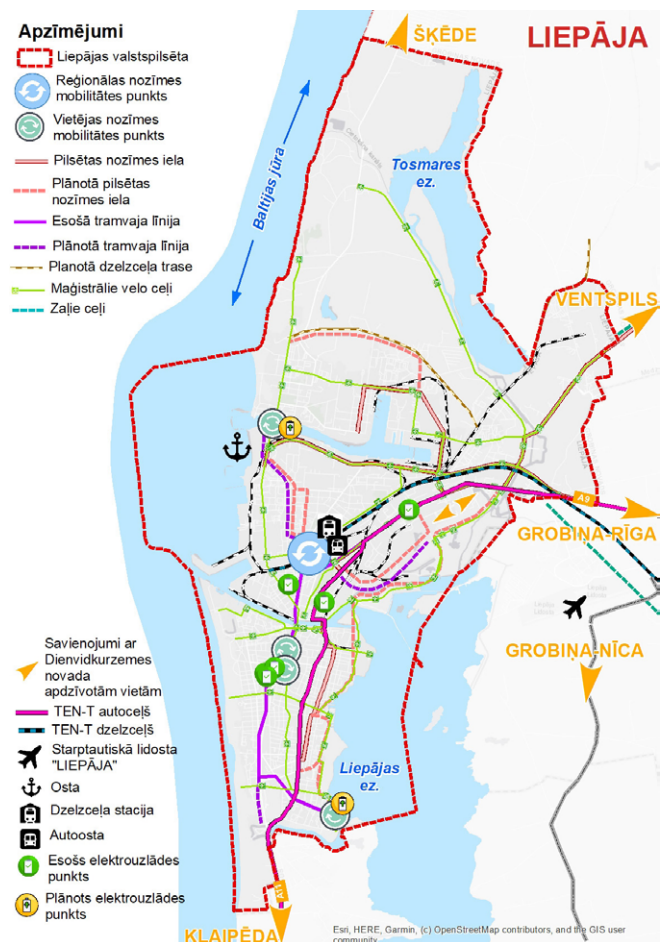 Apzīmējumi
Liepājas valstspilsēta
Reģionālas nozīmes
mobilitātes punkts
Vietējas nozīmes
mobilitātes punkts
Pilsētas nozīmes iela
Plānotā pilsētas
nozīmes iela
Esošā tramvaja līnija
Plānotā tramvaja līnija
Planotā dzelzceļa trase
Maģistrālie velo ceļi
Zaļie ceļi
ŠĶĒDE
LIEPĀJA
Baltijas jūra
Tosmares
ez.
VENTSPILS
A9
GROBIŅA-RĪGA
GROBIŅA-NĪCA
Liepājas
ez.
KLAIPĒDA
Savienojumi ar
Dienvidkurzemes
novada
apdzīvotām vietām
TEN-T autoceļš
TEN-T dzelzceļš
Starptautiskā lidosta
"LIEPĀJA"
Osta
Dzelzceļa stacija
Autoosta
Esošs elektrouzlādes
punkts
Plānots elektrouzlādes
punkts
Esri, HERE, Garmin, (c) OpenStreetMap contributors, and the GIS user
community